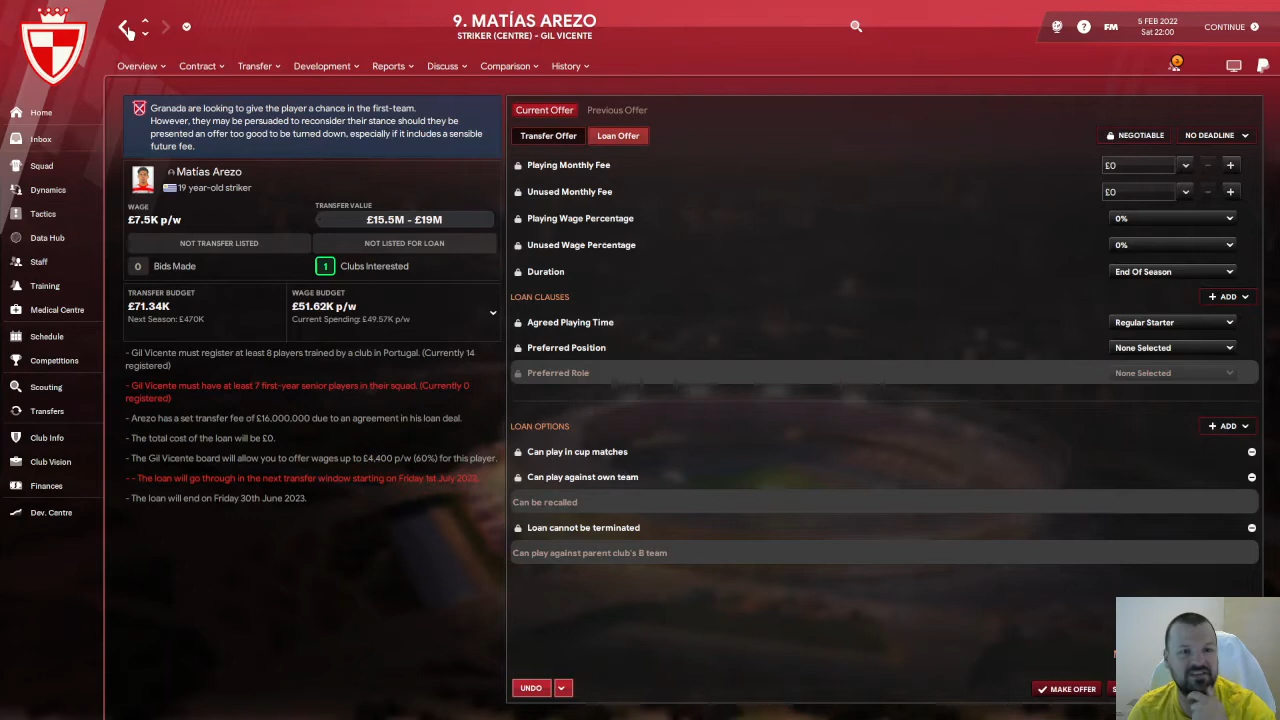 9. MATÍAS AREZO
STRIKER (CENTRE) - GIL VICENTE
5 FEB 2022
Sat 22:00
FM
CONTINUE
Overview
Contract
Transfer
Development
Reports
Discuss
Comparison
History
3
Home
Inbox
Squad
Dynamics
Tactics
Data Hub
Staff
Training
Medical Centre
Schedule
Competitions
Scouting
Transfers
Club Info
Club Vision
Finances
Dev. Centre
Granada are looking to give the player a chance in the first-team.
However, they may be persuaded to reconsider their stance should they be
presented an offer too good to be turned down, especially if it includes a sensible
future fee.
Matías Arezo
19 year-old striker
WAGE
£7.5K p/w
TRANSFER VALUE
£15.5M - £19M
NOT TRANSFER LISTED
NOT LISTED FOR LOAN
0 Bids Made
1 Clubs Interested
TRANSFER BUDGET
£71.34K
Next Season: £470K
WAGE BUDGET
£51.62K p/w
Current Spending: £49.57K p/w
- Gil Vicente must register at least 8 players trained by a club in Portugal. (Currently 14
registered)
- Gil Vicente must have at least 7 first-year senior players in their squad. (Currently 0
registered)
- Arezo has a set transfer fee of £16,000,000 due to an agreement in his loan deal.
- The total cost of the loan will be £0.
- The Gil Vicente board will allow you to offer wages up to £4,400 p/w (60%) for this player.
- - The loan will go through in the next transfer window starting on Friday 1st July 2022.
- The loan will end on Friday 30th June 2023.
Current Offer
Previous Offer
Transfer Offer
Loan Offer
NEGOTIABLE
NO DEADLINE
Playing Monthly Fee £0
Unused Monthly Fee £0
Playing Wage Percentage 0%
Unused Wage Percentage 0%
Duration End Of Season
LOAN CLAUSES
ADD
Agreed Playing Time Regular Starter
Preferred Position None Selected
Preferred Role None Selected
LOAN OPTIONS
ADD
Can play in cup matches
Can play against own team
Can be recalled
Loan cannot be terminated
Can play against parent club's B team
UNDO
MAKE OFFER